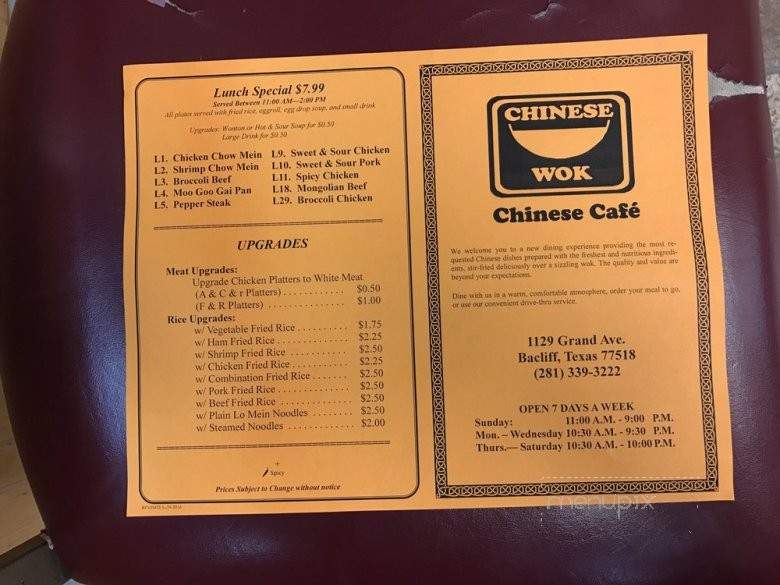 Lunch Special $7.99
Served Between 11:00 AM—2:00 PM
All plates served with fried rice, eggroll, egg drop soup, and small drink
Upgrades: Wonton or Hot & Sour Soup for $0.50
Large Drink for $0.50
L1. Chicken Chow Mein
L2. Shrimp Chow Mein
L3. Broccoli Beef
L4. Moo Goo Gai Pan
L5. Pepper Steak
L9. Sweet & Sour Chicken
L10. Sweet & Sour Pork
L11. Spicy Chicken
L18. Mongolian Beef
L29. Broccoli Chicken
UPGRADES
Meat Upgrades:
Upgrade Chicken Platters to White Meat
(A & C & r Platters) . . . . . . . . . . . . $0.50
(F & R Platters) . . . . . . . . . . . . . . . $1.00
Rice Upgrades:
w/ Vegetable Fried Rice . . . . . . . . . . $1.75
w/ Ham Fried Rice . . . . . . . . . . . . . . $2.25
w/ Shrimp Fried Rice . . . . . . . . . . . . $2.50
w/ Chicken Fried Rice . . . . . . . . . . . $2.25
w/ Combination Fried Rice . . . . . . . $2.50
w/ Pork Fried Rice . . . . . . . . . . . . . . $2.50
w/ Beef Fried Rice . . . . . . . . . . . . . . $2.50
w/ Plain Lo Mein Noodles . . . . . . . . $2.50
w/ Steamed Noodles . . . . . . . . . . . . $2.00
Spicy
Prices Subject to Change without notice
CHINESE
WOK
Chinese Café
We welcome you to a new dining experience providing the most re-
quested Chinese dishes prepared with the freshest and nutritious ingredi-
ents, stir-fried deliciously over a sizzling wok. The quality and value are
beyond your expectations.
Dine with us in a warm, comfortable atmosphere, order your meal to go,
or use our convenient drive-thru service.
1129 Grand Ave.
Bacliff, Texas 77518
(281) 339-3222
OPEN 7 DAYS A WEEK
Sunday: 11:00 A.M. - 9:00 P.M.
Mon. – Wednesday 10:30 A.M. - 9:30 P.M.
Thurs.— Saturday 10:30 A.M. - 10:00 P.M.
menupix